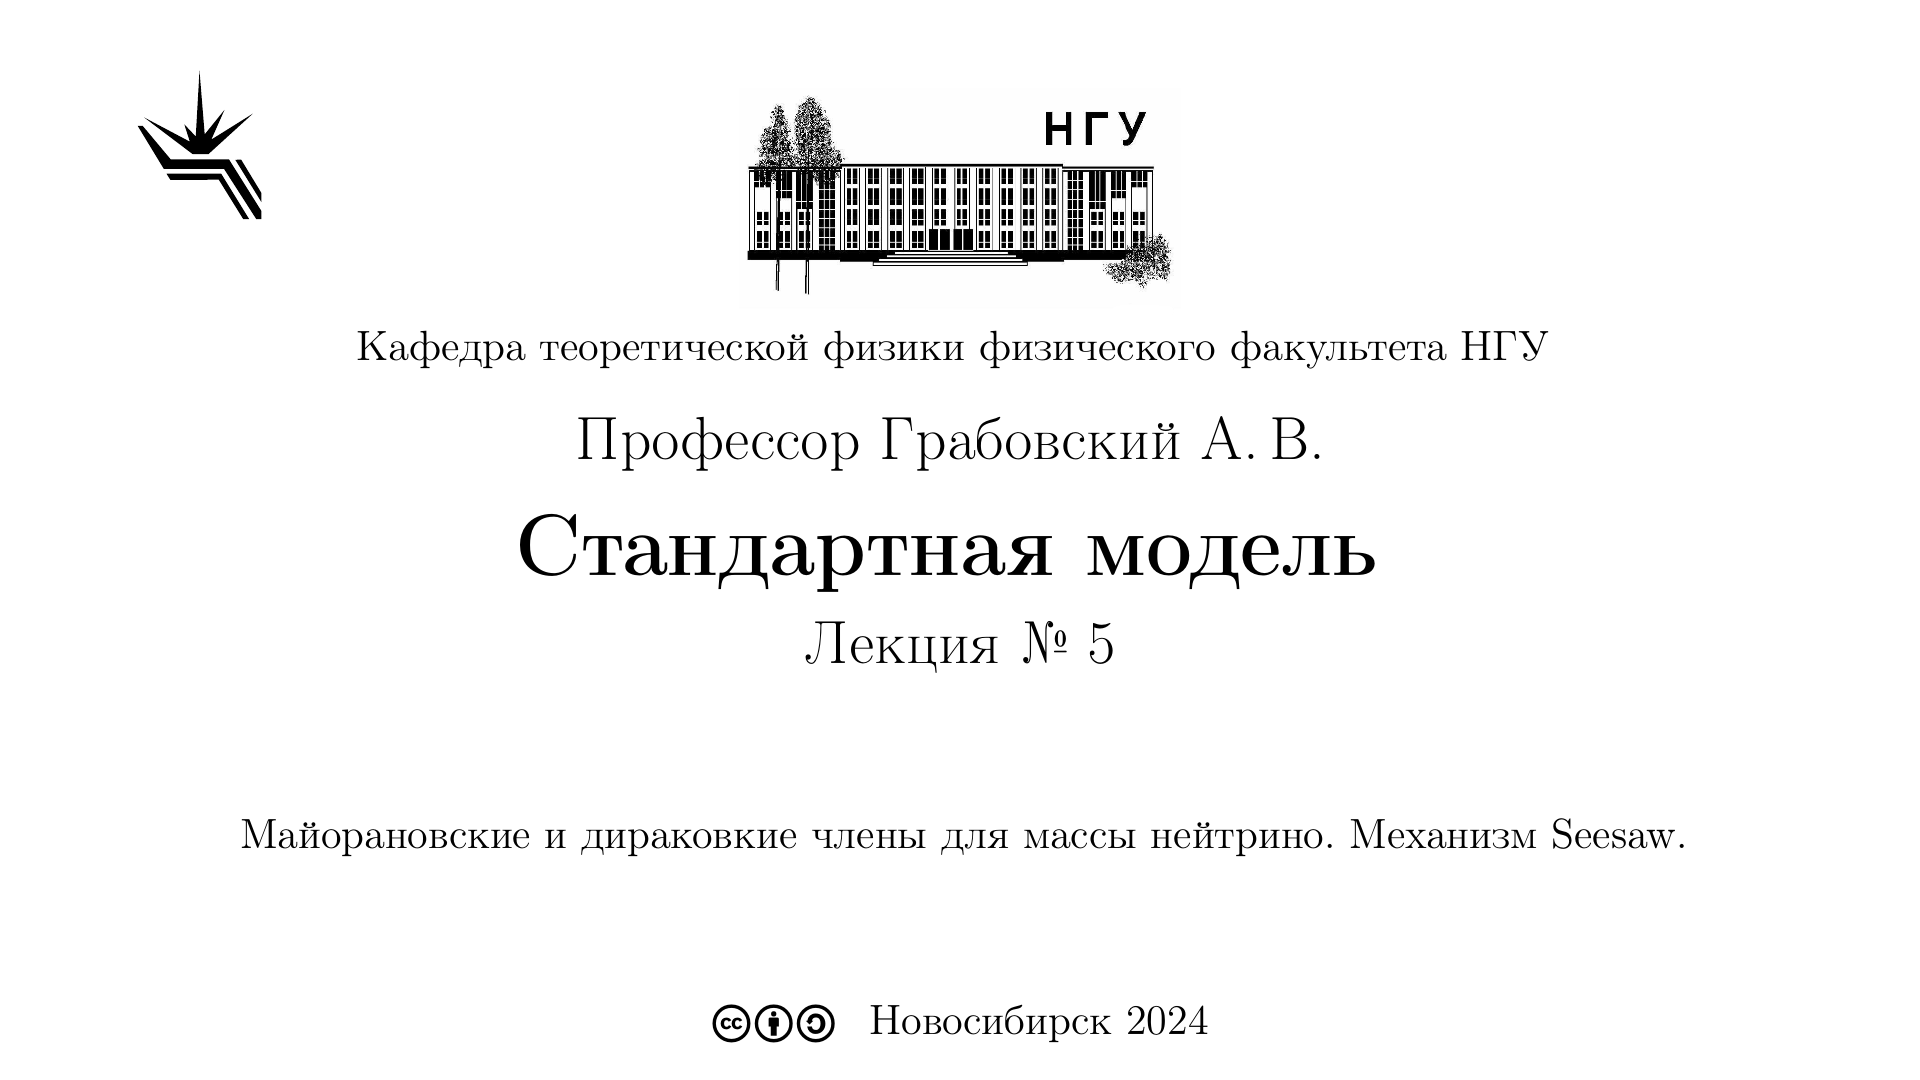 НГУ
Кафедра теоретической физики физического факультета НГУ
Профессор Грабовский А. В.
Стандартная модель
Лекция № 5
Майорановские и дираковкие члены для массы нейтрино. Механизм Seesaw.
cc Новосибирск 2024